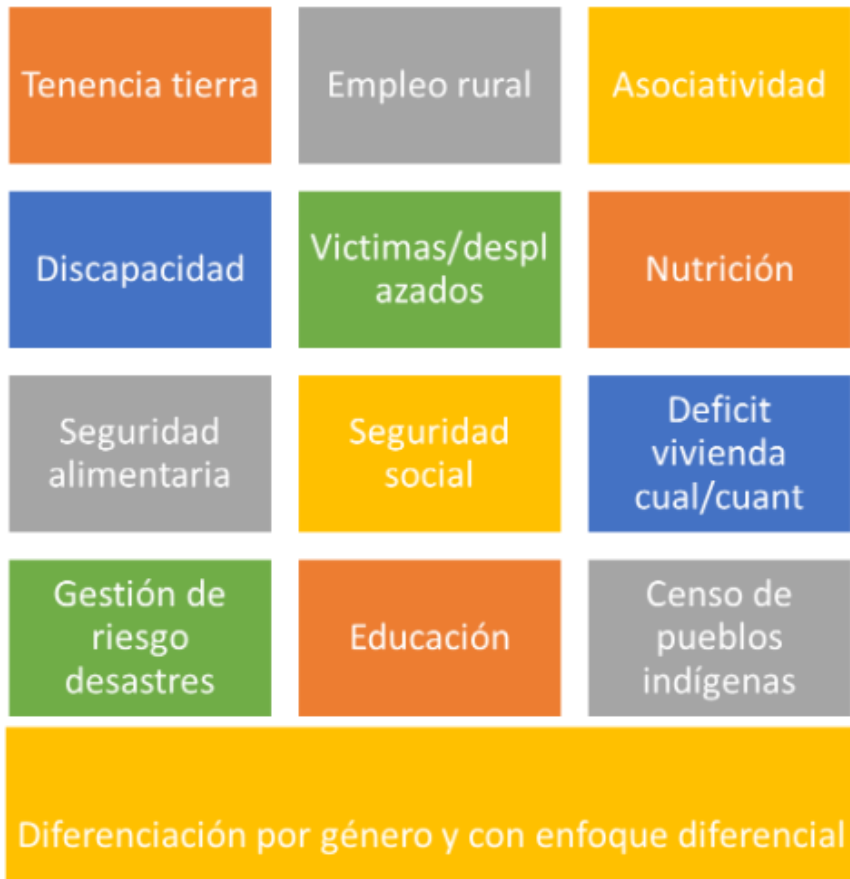 Tenencia tierra
Empleo rural
Asociatividad
Discapacidad
Victimas/despl
azados
Nutrición
Seguridad
alimentaria
Seguridad
social
Deficit
vivienda
cual/cuant
Gestión de
riesgo
desastres
Educación
Censo de
pueblos
indígenas
Diferenciación por género y con enfoque diferencial